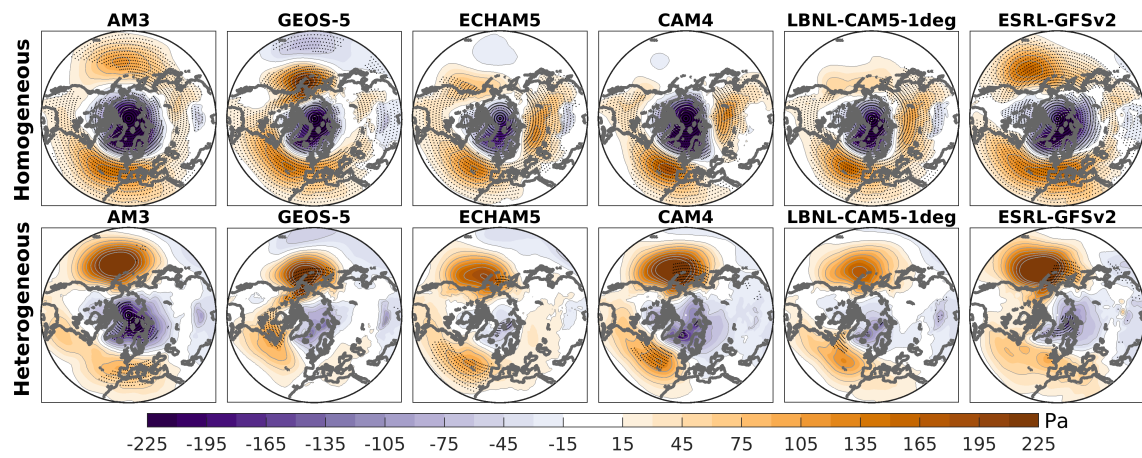 AM3 GEOS-5 ECHAM5 CAM4 LBNL-CAM5-1deg ESRL-GFSv2
Homogeneous
AM3 GEOS-5 ECHAM5 CAM4 LBNL-CAM5-1deg ESRL-GFSv2
Heterogeneous
Pa
-225 -195 -165 -135 -105 -75 -45 -15 15 45 75 105 135 165 195 225